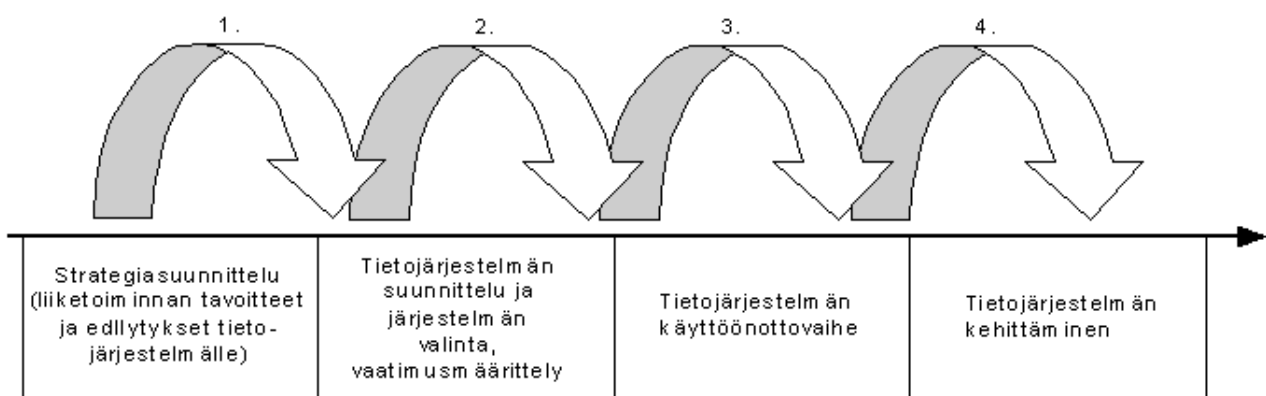 1.
2.
3.
4.
Strategiasuunnittelu
(liiketoiminnan tavoitteet
ja edllytykset tieto-
järjestelmälle)
Tietojärjestelmän
suunnittelu ja
järjestelmän
valinta,
vaatimusmäärittely
Tietojärjestelmän
käyttöönottovaihe
Tietojärjestelmän
kehittäminen